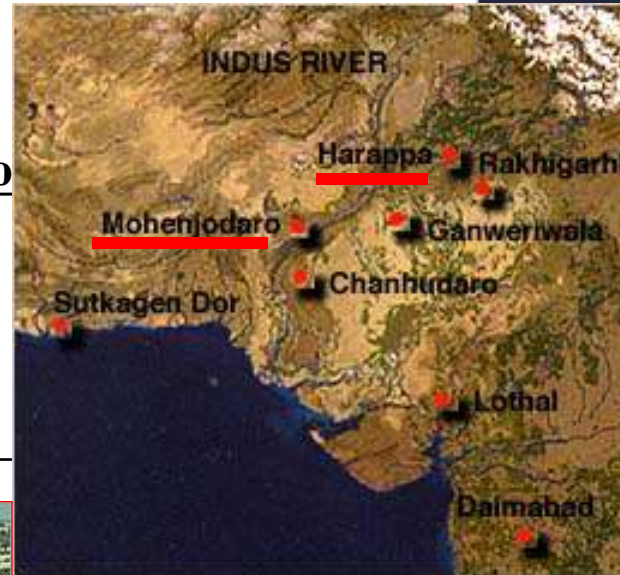 INDUS RIVER
Harappa
Rakhigarhi
Mohenjodaro
Ganweriwala
Chanhudaro
Sutkagen Dor
Lothal
Daimabad